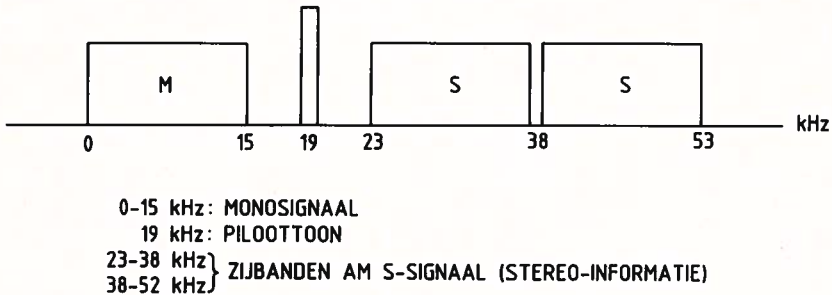 M S S
0 15 19 23 38 53 kHz
0-15 kHz: MONOSIGNAAL
19 kHz: PILOOTTOON
23-38 kHz
38-52 kHz } ZIJBANDEN AM S-SIGNAAL (STEREO-INFORMATIE)